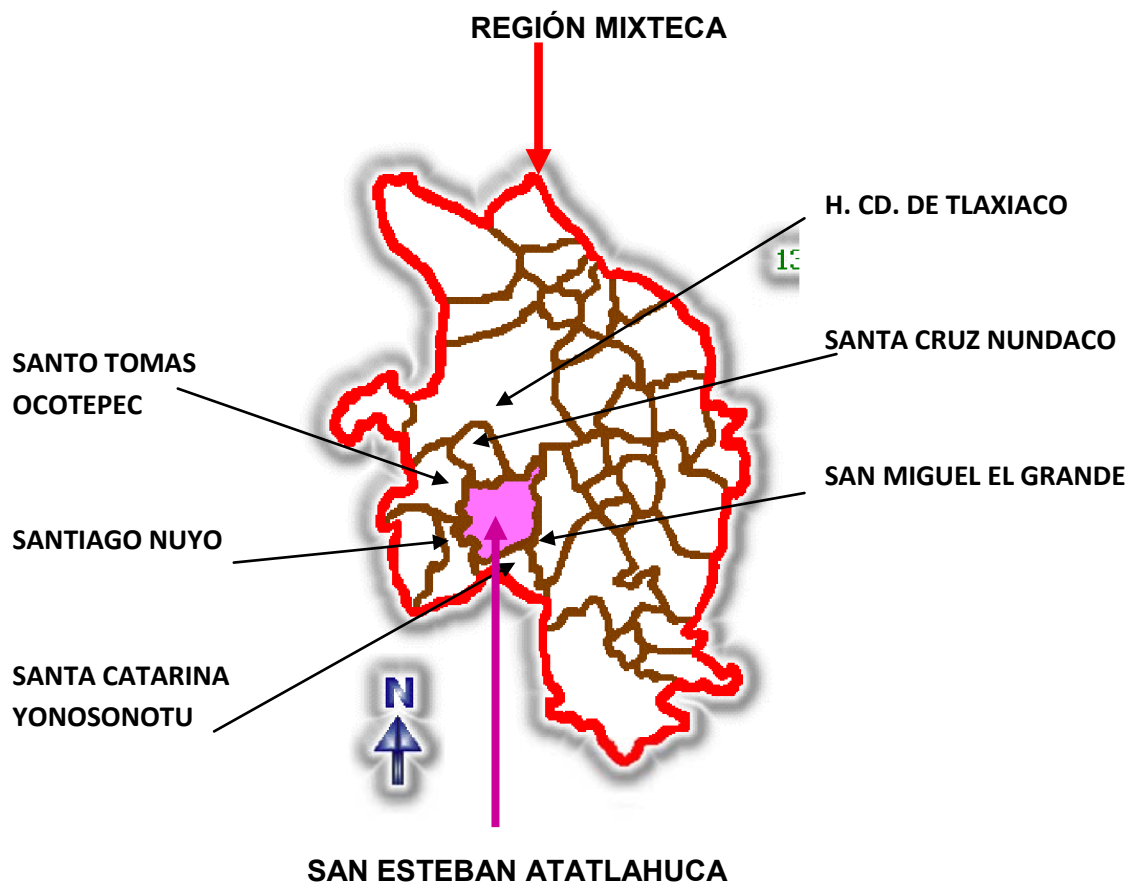 REGIÓN MIXTECA
H. CD. DE TLAXIACO
13
SANTA CRUZ NUNDACO
SANTO TOMAS
OCOTEPEC
SAN MIGUEL EL GRANDE
SANTIAGO NUYO
SANTA CATARINA
YONOSONOTU
N
SAN ESTEBAN ATATLAHUCA